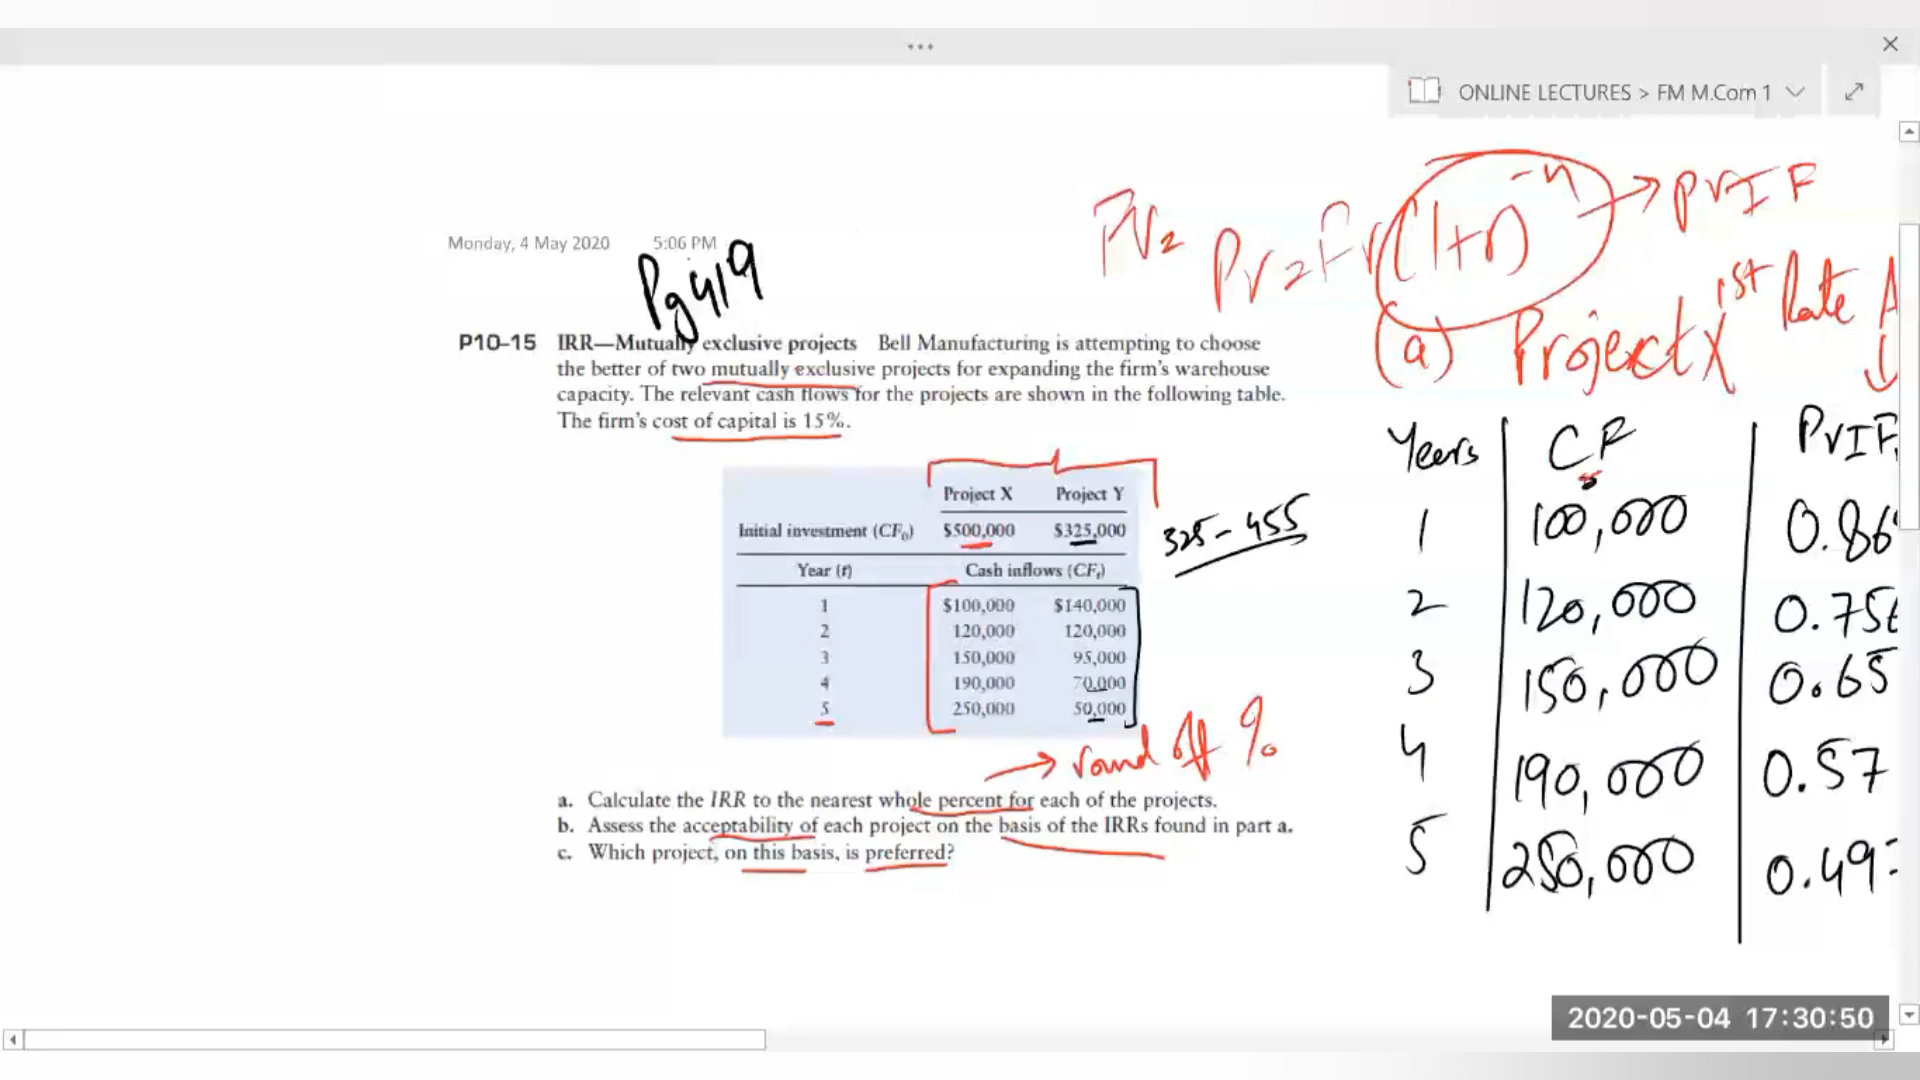 ONLINE LECTURES > FM M.Com 1
Monday, 4 May 2020 5:06 PM
Pg 419
PV = FV (1+r) -n → PVIF
(a) Project X 1st Rate
P10–15 IRR—Mutually exclusive projects Bell Manufacturing is attempting to choose
the better of two mutually exclusive projects for expanding the firm's warehouse
capacity. The relevant cash flows for the projects are shown in the following table.
The firm's cost of capital is 15%.
Project X Project Y
Initial investment (CF0) $500,000 $325,000
325 - 455
Year (t) Cash inflows (CFt)
1 $100,000 $140,000
2 120,000 120,000
3 150,000 95,000
4 190,000 70,000
5 250,000 50,000
→ round off %
a. Calculate the IRR to the nearest whole percent for each of the projects.
b. Assess the acceptability of each project on the basis of the IRRs found in part a.
c. Which project, on this basis, is preferred?
Years CF PVIF
1 100,000 0.86
2 120,000 0.756
3 150,000 0.65
4 190,000 0.57
5 250,000 0.49
2020-05-04 17:30:50